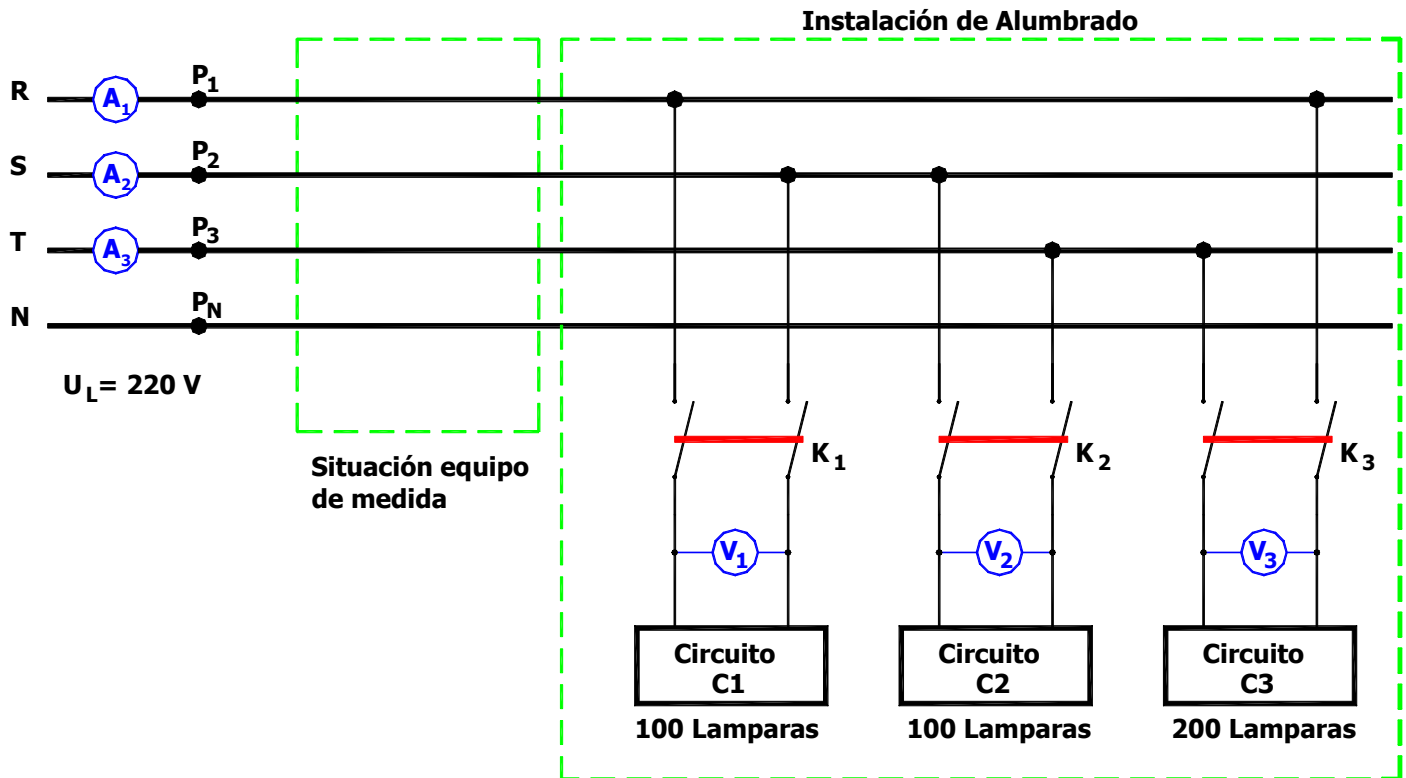 Instalación de Alumbrado
R A1 P1
S A2 P2
T A3 P3
N PN
UL= 220 V
Situación equipo
de medida
K1 K2 K3
V1 V2 V3
Circuito C1
Circuito C2
Circuito C3
100 Lamparas 100 Lamparas 200 Lamparas